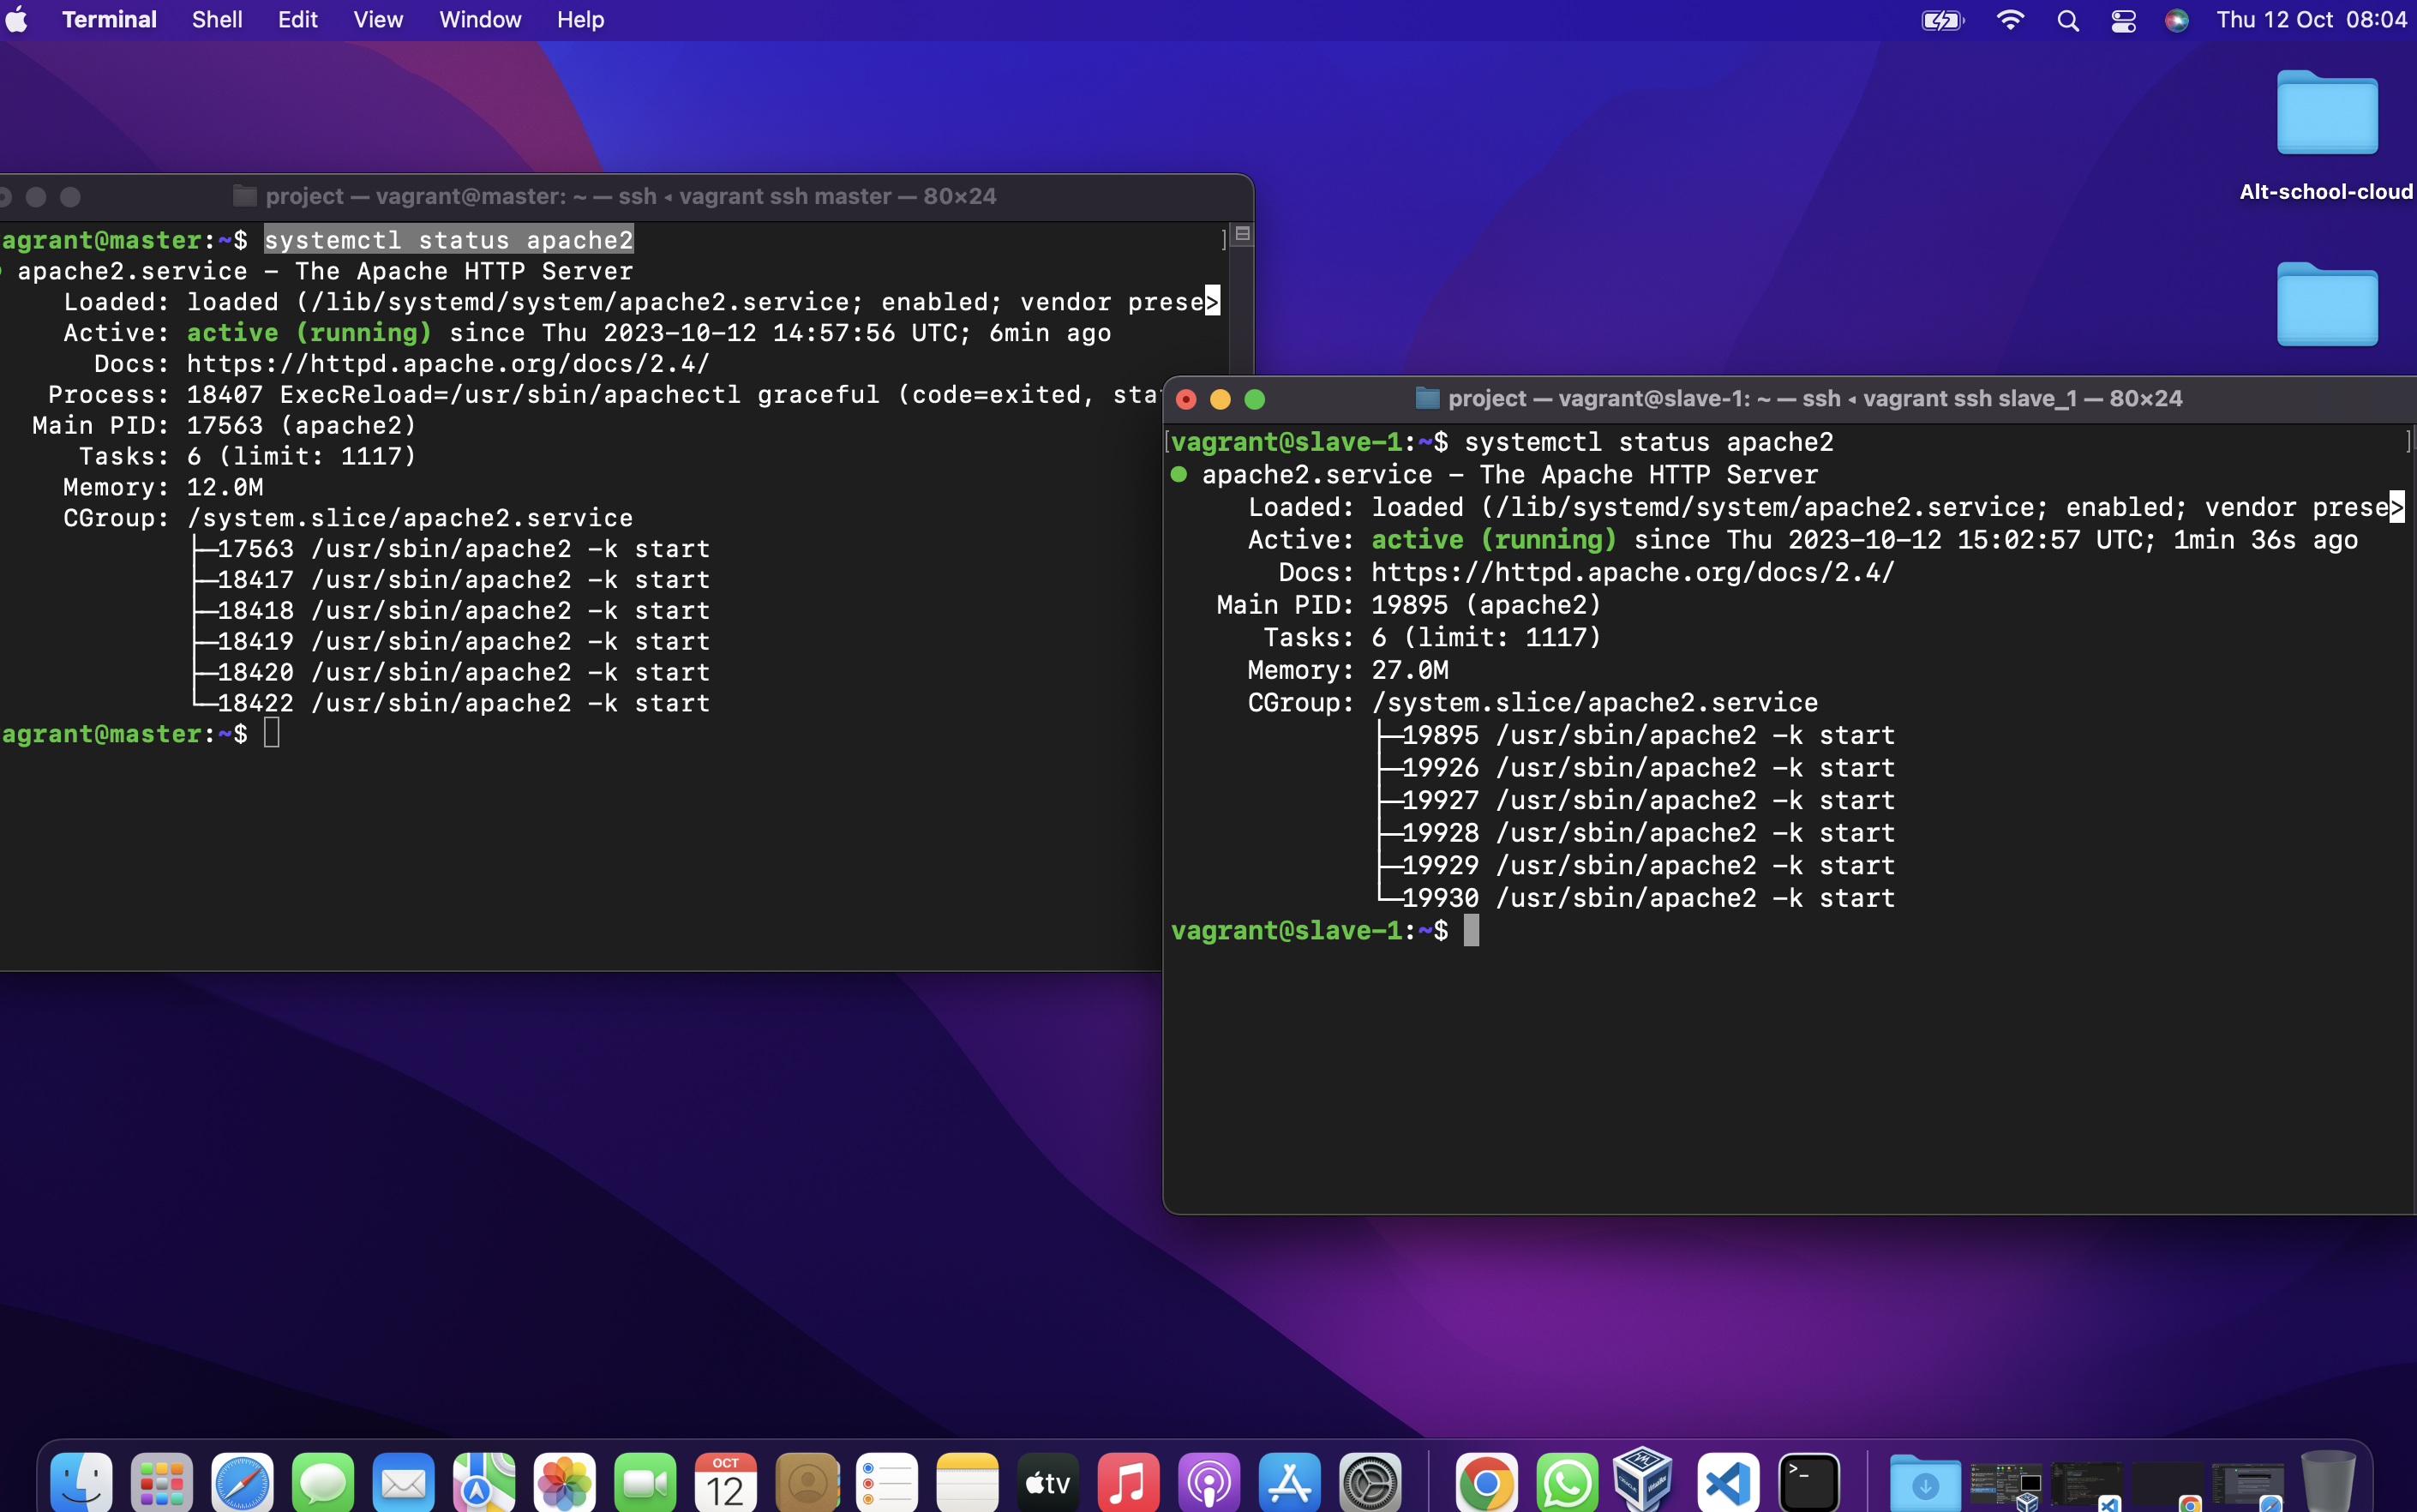 Terminal Shell Edit View Window Help Thu 12 Oct 08:04
Alt-school-cloud
project — vagrant@master: ~ — ssh ◂ vagrant ssh master — 80×24
agrant@master:~$ systemctl status apache2
apache2.service – The Apache HTTP Server
Loaded: loaded (/lib/systemd/system/apache2.service; enabled; vendor prese>
Active: active (running) since Thu 2023-10-12 14:57:56 UTC; 6min ago
Docs: https://httpd.apache.org/docs/2.4/
Process: 18407 ExecReload=/usr/sbin/apachectl graceful (code=exited, sta
Main PID: 17563 (apache2)
Tasks: 6 (limit: 1117)
Memory: 12.0M
CGroup: /system.slice/apache2.service
├─17563 /usr/sbin/apache2 -k start
├─18417 /usr/sbin/apache2 -k start
├─18418 /usr/sbin/apache2 -k start
├─18419 /usr/sbin/apache2 -k start
├─18420 /usr/sbin/apache2 -k start
└─18422 /usr/sbin/apache2 -k start
agrant@master:~$
project — vagrant@slave-1: ~ — ssh ◂ vagrant ssh slave_1 — 80×24
[vagrant@slave-1:~$ systemctl status apache2 ]
● apache2.service – The Apache HTTP Server
Loaded: loaded (/lib/systemd/system/apache2.service; enabled; vendor prese>
Active: active (running) since Thu 2023-10-12 15:02:57 UTC; 1min 36s ago
Docs: https://httpd.apache.org/docs/2.4/
Main PID: 19895 (apache2)
Tasks: 6 (limit: 1117)
Memory: 27.0M
CGroup: /system.slice/apache2.service
├─19895 /usr/sbin/apache2 -k start
├─19926 /usr/sbin/apache2 -k start
├─19927 /usr/sbin/apache2 -k start
├─19928 /usr/sbin/apache2 -k start
├─19929 /usr/sbin/apache2 -k start
└─19930 /usr/sbin/apache2 -k start
vagrant@slave-1:~$
OCT
12
tv
>_